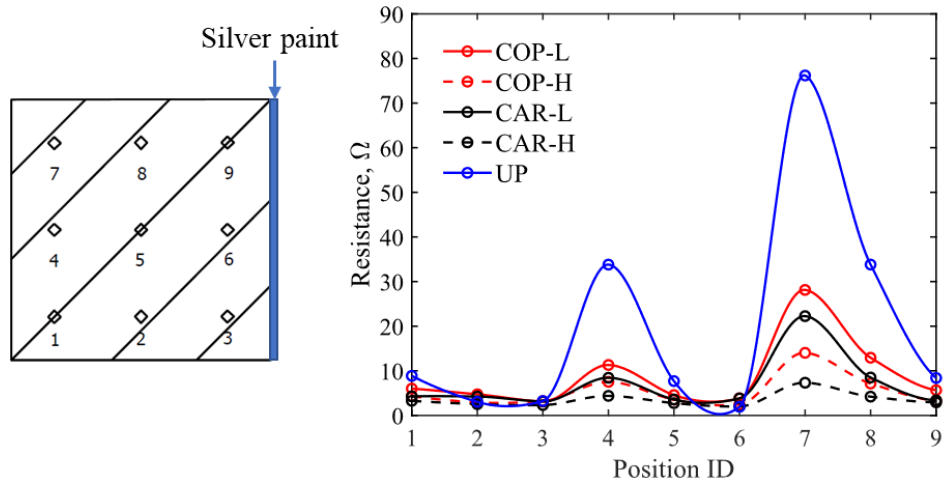 Silver paint
7 8 9
4 5 6
1 2 3
Resistance, Ω
90
80
70
60
50
40
30
20
10
0
COP-L
COP-H
CAR-L
CAR-H
UP
1 2 3 4 5 6 7 8 9
Position ID